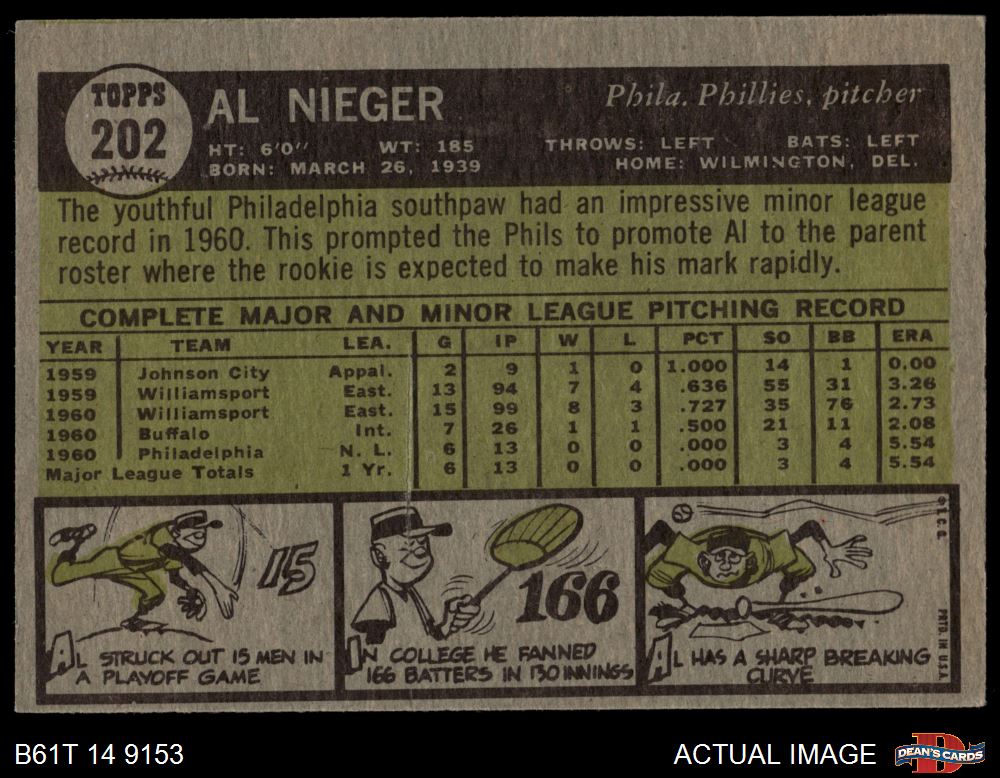 TOPPS
202
AL NIEGER
Phila. Phillies, pitcher
HT: 6'0" WT: 185 THROWS: LEFT BATS: LEFT
BORN: MARCH 26, 1939 HOME: WILMINGTON, DEL.
The youthful Philadelphia southpaw had an impressive minor league
record in 1960. This prompted the Phils to promote Al to the parent
roster where the rookie is expected to make his mark rapidly.
COMPLETE MAJOR AND MINOR LEAGUE PITCHING RECORD
YEAR TEAM LEA. G IP W L PCT SO BB ERA
1959 Johnson City Appal. 2 9 1 0 1.000 14 1 0.00
1959 Williamsport East. 13 94 7 4 .636 55 31 3.26
1960 Williamsport East. 15 99 8 3 .727 35 76 2.73
1960 Buffalo Int. 7 26 1 1 .500 21 11 2.08
1960 Philadelphia N. L. 6 13 0 0 .000 3 4 5.54
Major League Totals 1 Yr. 6 13 0 0 .000 3 4 5.54
15
AL STRUCK OUT 15 MEN IN
A PLAYOFF GAME
166
IN COLLEGE HE FANNED
166 BATTERS IN 130 INNINGS
AL HAS A SHARP BREAKING
CURVE
©T.C.G.
PRTD. IN U.S.A.
B61T 14 9153
ACTUAL IMAGE
DEAN'S CARDS